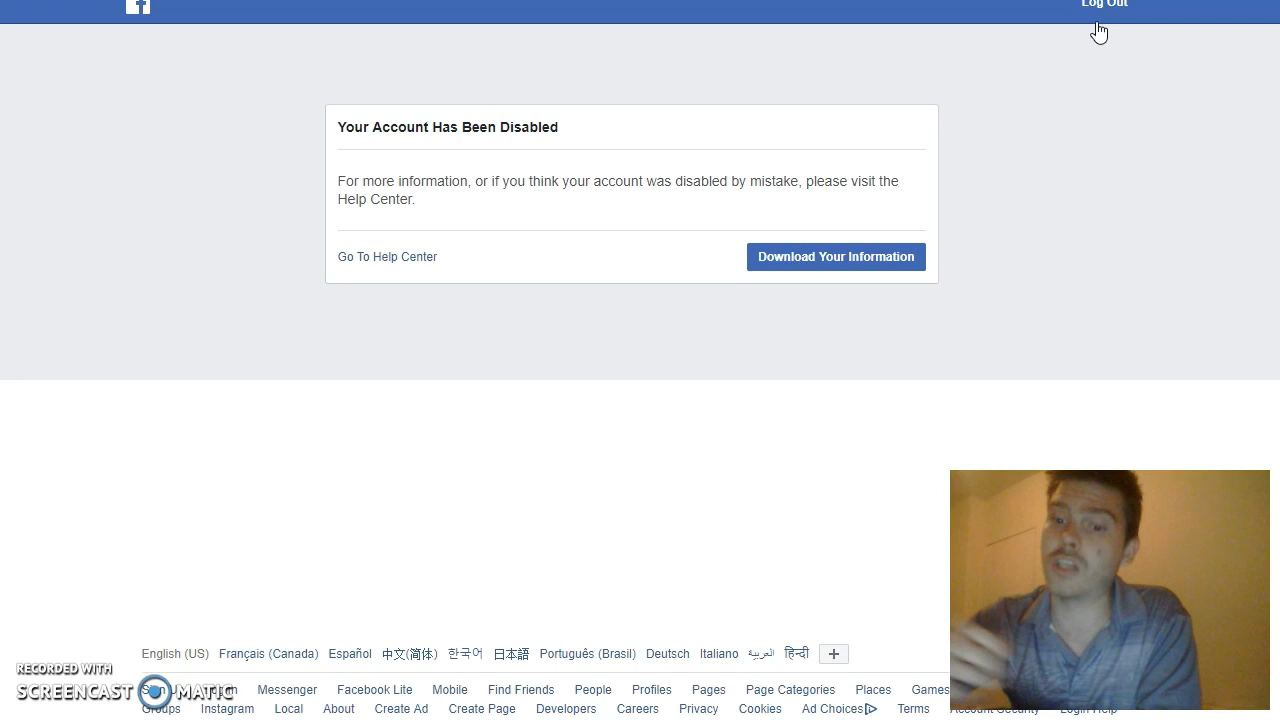 Log Out
Your Account Has Been Disabled
For more information, or if you think your account was disabled by mistake, please visit the
Help Center.
Go To Help Center Download Your Information
English (US) Français (Canada) Español 中文(简体) 한국어 日本語 Português (Brasil) Deutsch Italiano العربية हिन्दी +
RECORDED WITH
SCREENCAST MATIC
Messenger Facebook Lite Mobile Find Friends People Profiles Pages Page Categories Places Games
Groups Instagram Local About Create Ad Create Page Developers Careers Privacy Cookies Ad Choices Terms Account Security Login Help